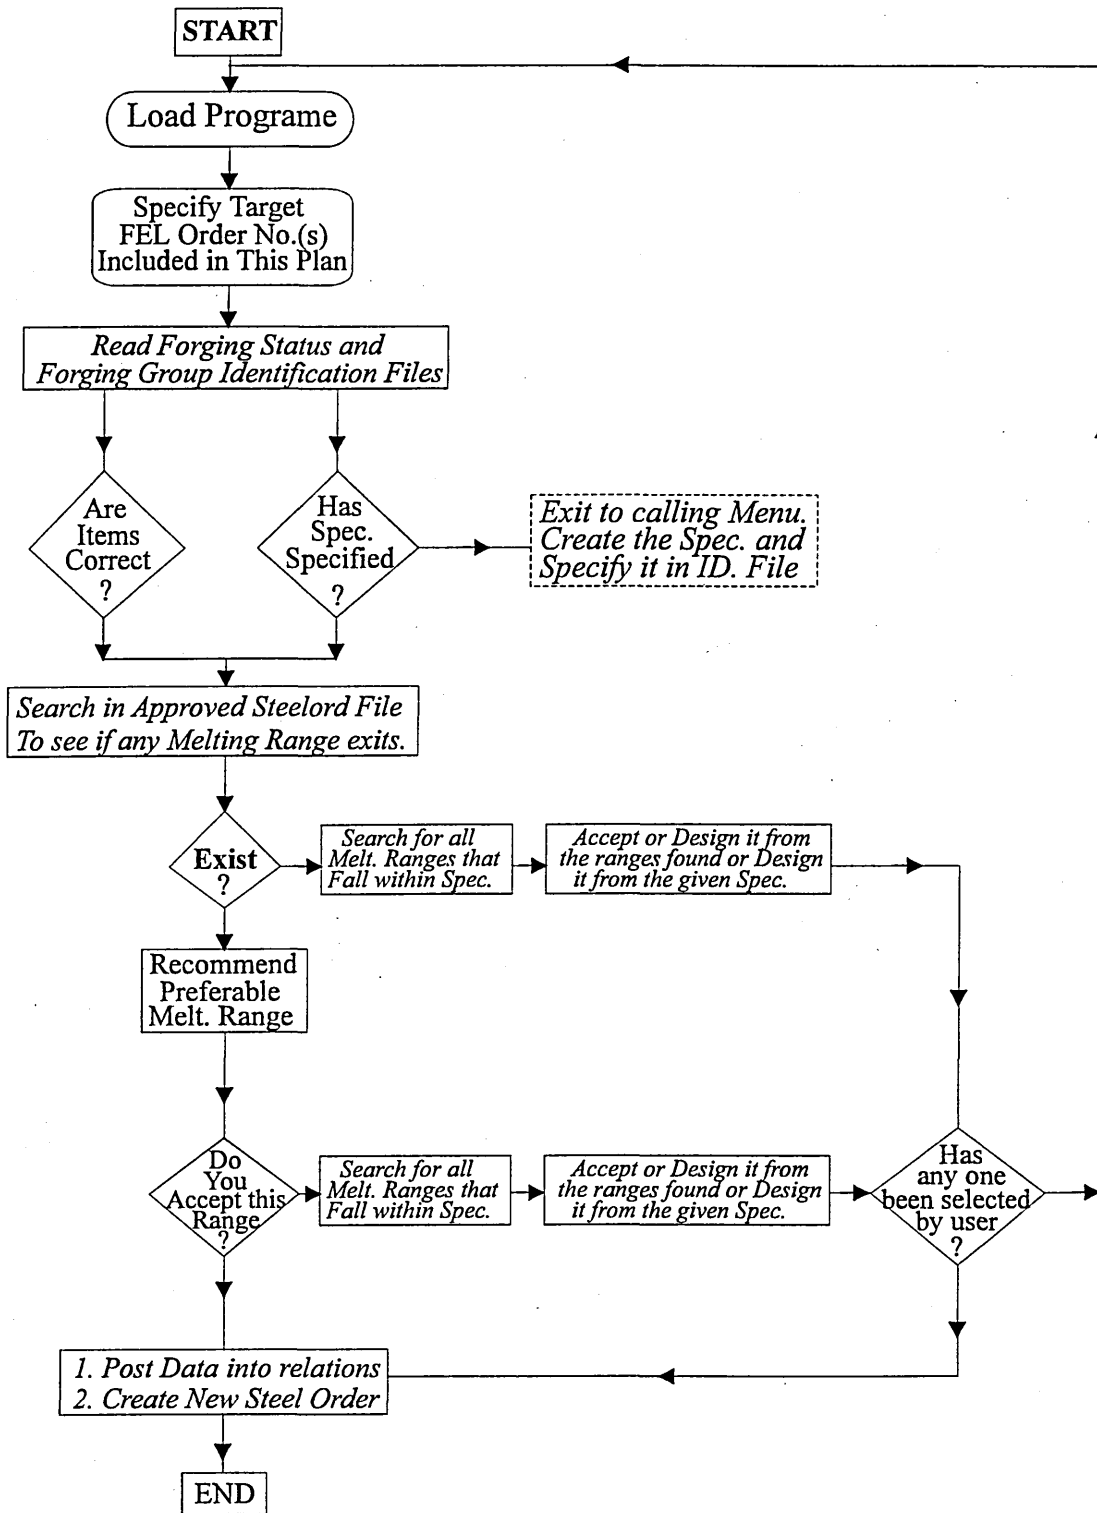 START
Load Programe
Specify Target
FEL Order No.(s)
Included in This Plan
Read Forging Status and
Forging Group Identification Files
Are
Items
Correct
?
Has
Spec.
Specified
?
Exit to calling Menu.
Create the Spec. and
Specify it in ID. File
Search in Approved Steelord File
To see if any Melting Range exits.
Exist
?
Search for all
Melt. Ranges that
Fall within Spec.
Accept or Design it from
the ranges found or Design
it from the given Spec.
Recommend
Preferable
Melt. Range
Do
You
Accept this
Range
?
Search for all
Melt. Ranges that
Fall within Spec.
Accept or Design it from
the ranges found or Design
it from the given Spec.
Has
any one
been selected
by user
?
1. Post Data into relations
2. Create New Steel Order
END